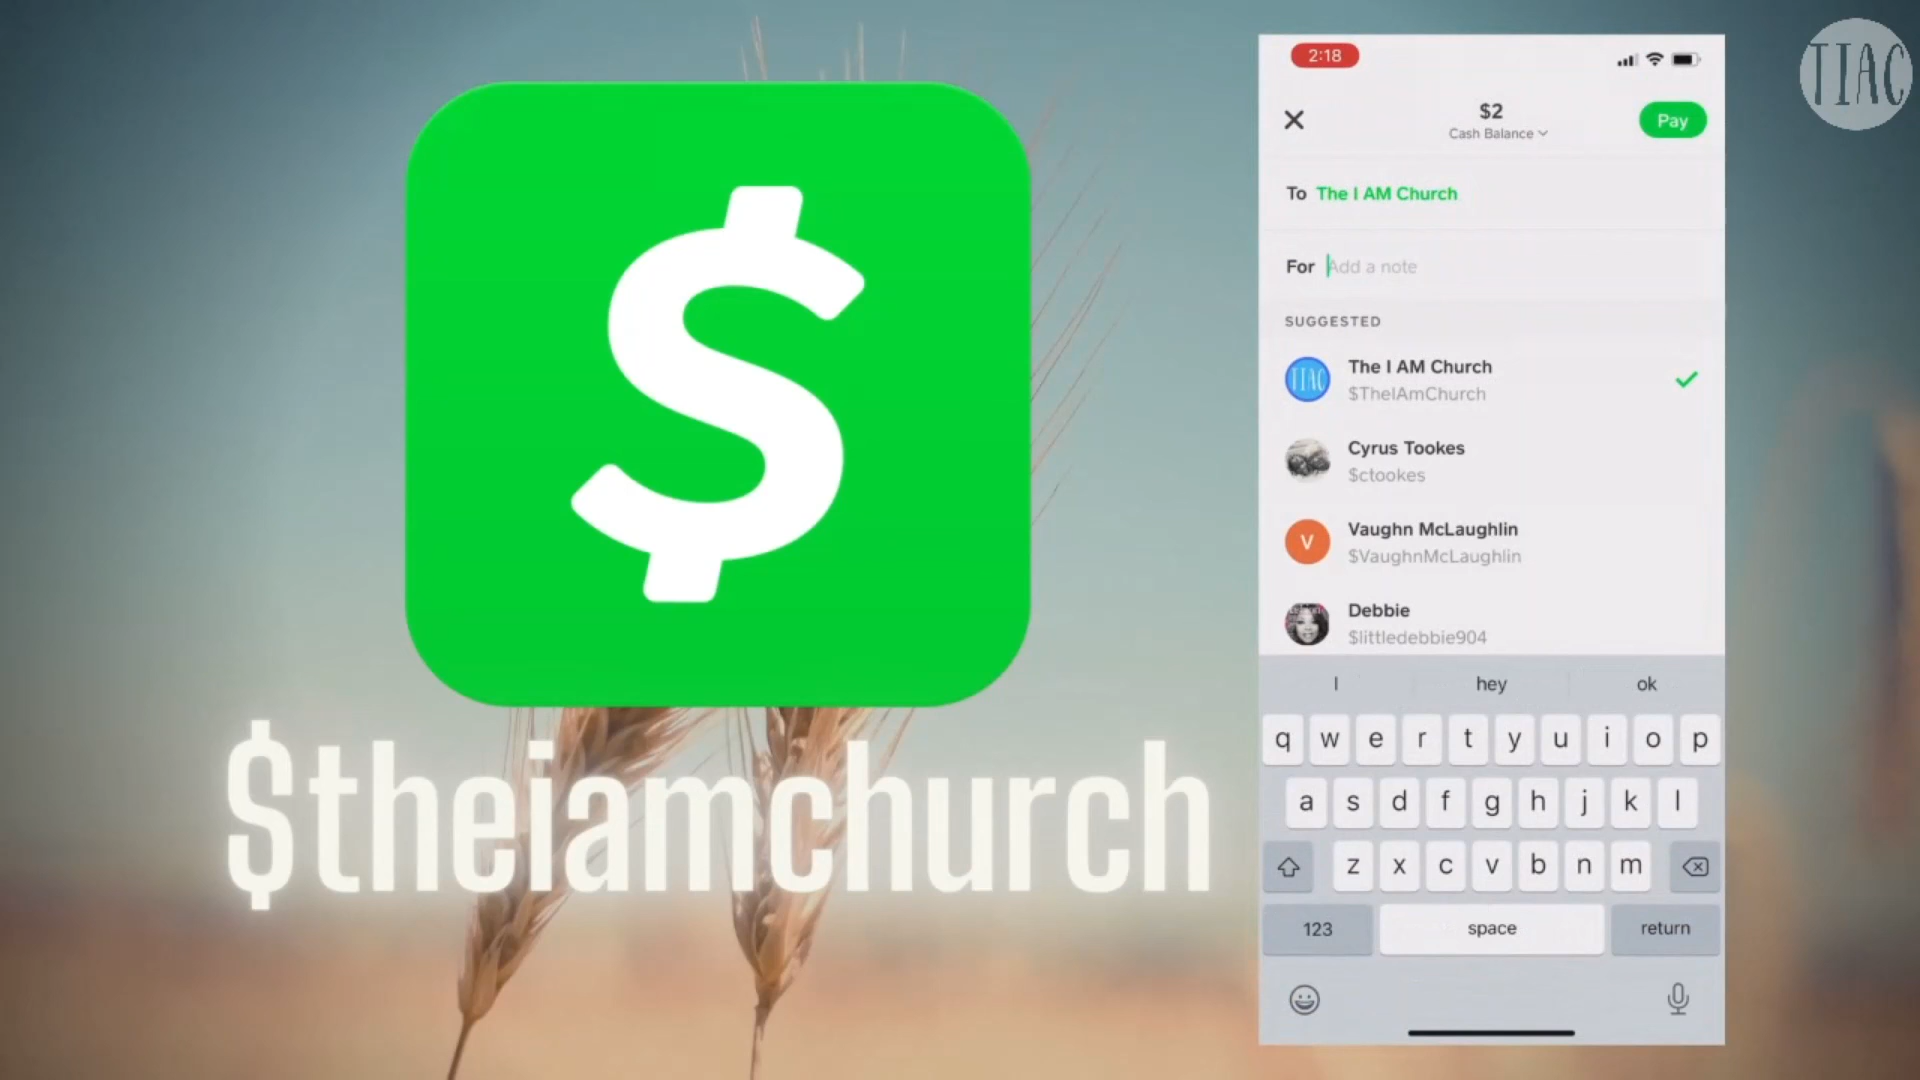 $theiamchurch
2:18
$2
Cash Balance
Pay
To The I AM Church
For Add a note
SUGGESTED
TIAC
The I AM Church
$TheIAmChurch
Cyrus Tookes
$ctookes
V
Vaughn McLaughlin
$VaughnMcLaughlin
Debbie
$littledebbie904
I hey ok
q w e r t y u i o p
a s d f g h j k l
z x c v b n m
123 space return
TIAC